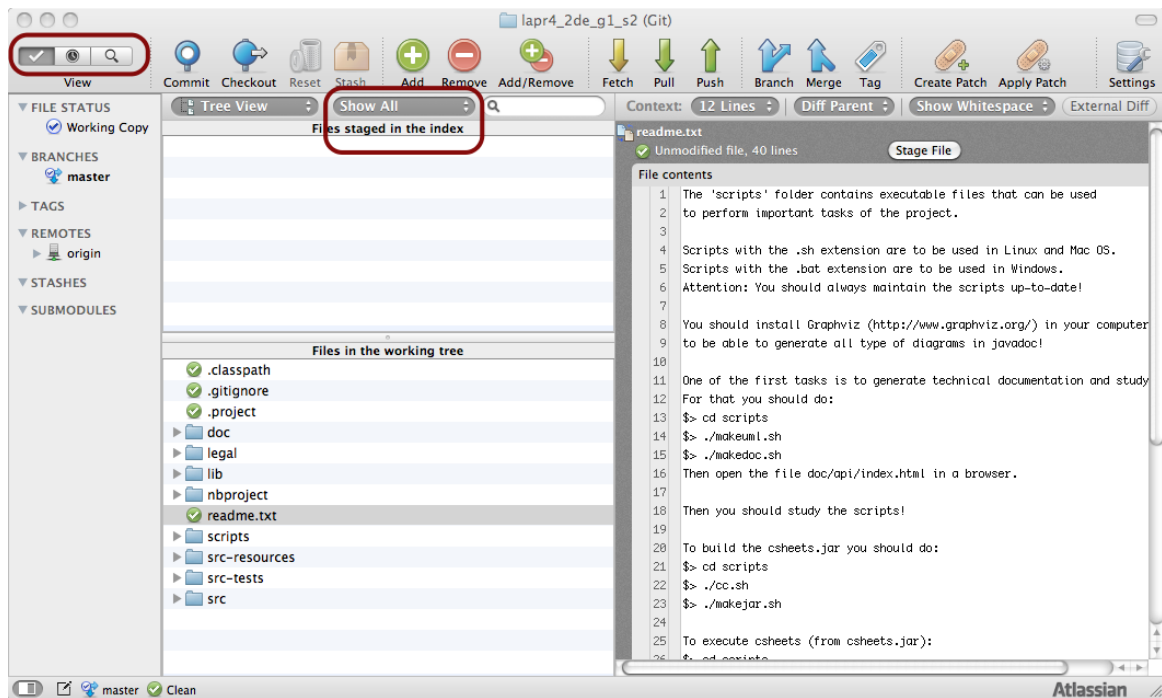 lapr4_2de_g1_s2 (Git)
View Commit Checkout Reset Stash Add Remove Add/Remove Fetch Pull Push Branch Merge Tag Create Patch Apply Patch Settings
FILE STATUS
Working Copy
BRANCHES
master
TAGS
REMOTES
origin
STASHES
SUBMODULES
Tree View Show All
Files staged in the index
Files in the working tree
.classpath
.gitignore
.project
doc
legal
lib
nbproject
readme.txt
scripts
src-resources
src-tests
src
Context: 12 Lines Diff Parent Show Whitespace External Diff
readme.txt
Unmodified file, 40 lines Stage File
File contents
1 The 'scripts' folder contains executable files that can be used
2 to perform important tasks of the project.
3
4 Scripts with the .sh extension are to be used in Linux and Mac OS.
5 Scripts with the .bat extension are to be used in Windows.
6 Attention: You should always maintain the scripts up-to-date!
7
8 You should install Graphviz (http://www.graphviz.org/) in your computer
9 to be able to generate all type of diagrams in javadoc!
10
11 One of the first tasks is to generate technical documentation and study
12 For that you should do:
13 $> cd scripts
14 $> ./makeuml.sh
15 $> ./makedoc.sh
16 Then open the file doc/api/index.html in a browser.
17
18 Then you should study the scripts!
19
20 To build the csheets.jar you should do:
21 $> cd scripts
22 $> ./cc.sh
23 $> ./makejar.sh
24
25 To execute csheets (from csheets.jar):
26 $> cd scripts
master Clean
Atlassian